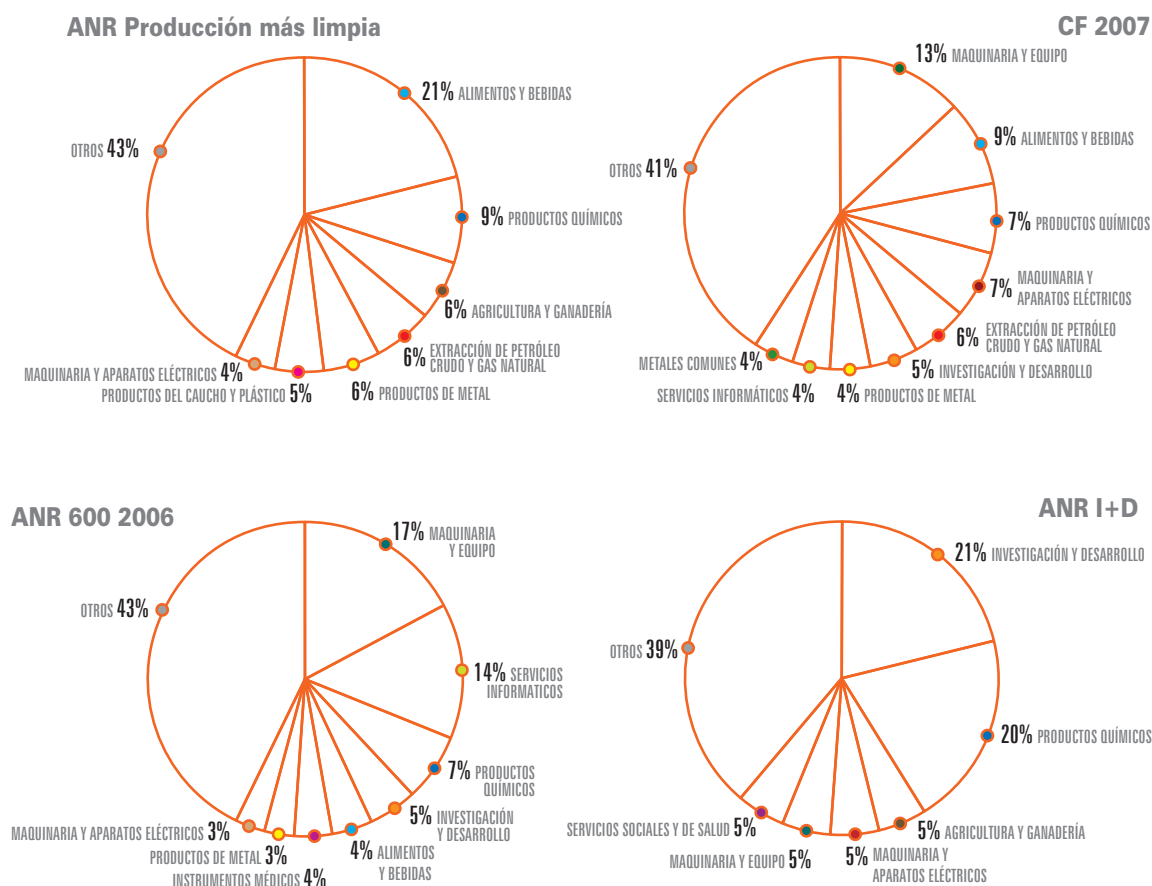 ANR Producción más limpia
21% ALIMENTOS Y BEBIDAS
9% PRODUCTOS QUÍMICOS
6% AGRICULTURA Y GANADERÍA
6% EXTRACCIÓN DE PETRÓLEO
CRUDO Y GAS NATURAL
6% PRODUCTOS DE METAL
PRODUCTOS DEL CAUCHO Y PLÁSTICO 5%
MAQUINARIA Y APARATOS ELÉCTRICOS 4%
OTROS 43%
CF 2007
13% MAQUINARIA Y EQUIPO
9% ALIMENTOS Y BEBIDAS
7% PRODUCTOS QUÍMICOS
7% MAQUINARIA Y
APARATOS ELÉCTRICOS
6% EXTRACCIÓN DE PETRÓLEO
CRUDO Y GAS NATURAL
5% INVESTIGACIÓN Y DESARROLLO
4% PRODUCTOS DE METAL
SERVICIOS INFORMÁTICOS 4%
METALES COMUNES 4%
OTROS 41%
ANR 600 2006
17% MAQUINARIA
Y EQUIPO
14% SERVICIOS
INFORMATICOS
7% PRODUCTOS
QUÍMICOS
5% INVESTIGACIÓN
Y DESARROLLO
4% ALIMENTOS
Y BEBIDAS
INSTRUMENTOS MÉDICOS 4%
PRODUCTOS DE METAL 3%
MAQUINARIA Y APARATOS ELÉCTRICOS 3%
OTROS 43%
ANR I+D
21% INVESTIGACIÓN Y DESARROLLO
20% PRODUCTOS QUÍMICOS
5% AGRICULTURA Y GANADERÍA
5% MAQUINARIA Y
APARATOS ELÉCTRICOS
MAQUINARIA Y EQUIPO 5%
SERVICIOS SOCIALES Y DE SALUD 5%
OTROS 39%